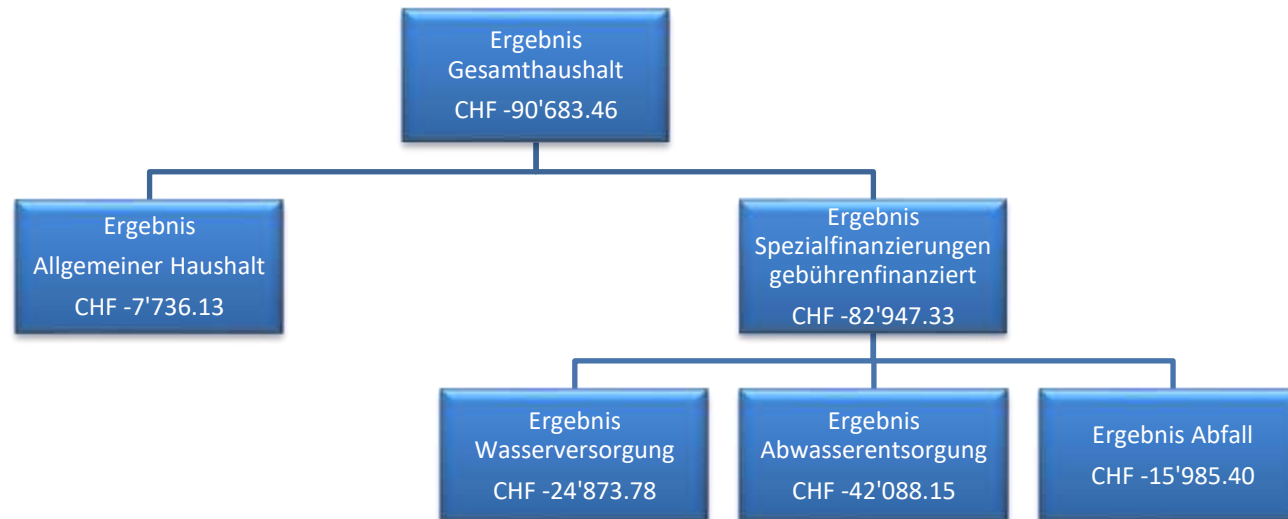 Ergebnis
Gesamthaushalt
CHF -90'683.46
Ergebnis
Allgemeiner Haushalt
CHF -7'736.13
Ergebnis
Spezialfinanzierungen
gebührenfinanziert
CHF -82'947.33
Ergebnis
Wasserversorgung
CHF -24'873.78
Ergebnis
Abwasserentsorgung
CHF -42'088.15
Ergebnis Abfall
CHF -15'985.40